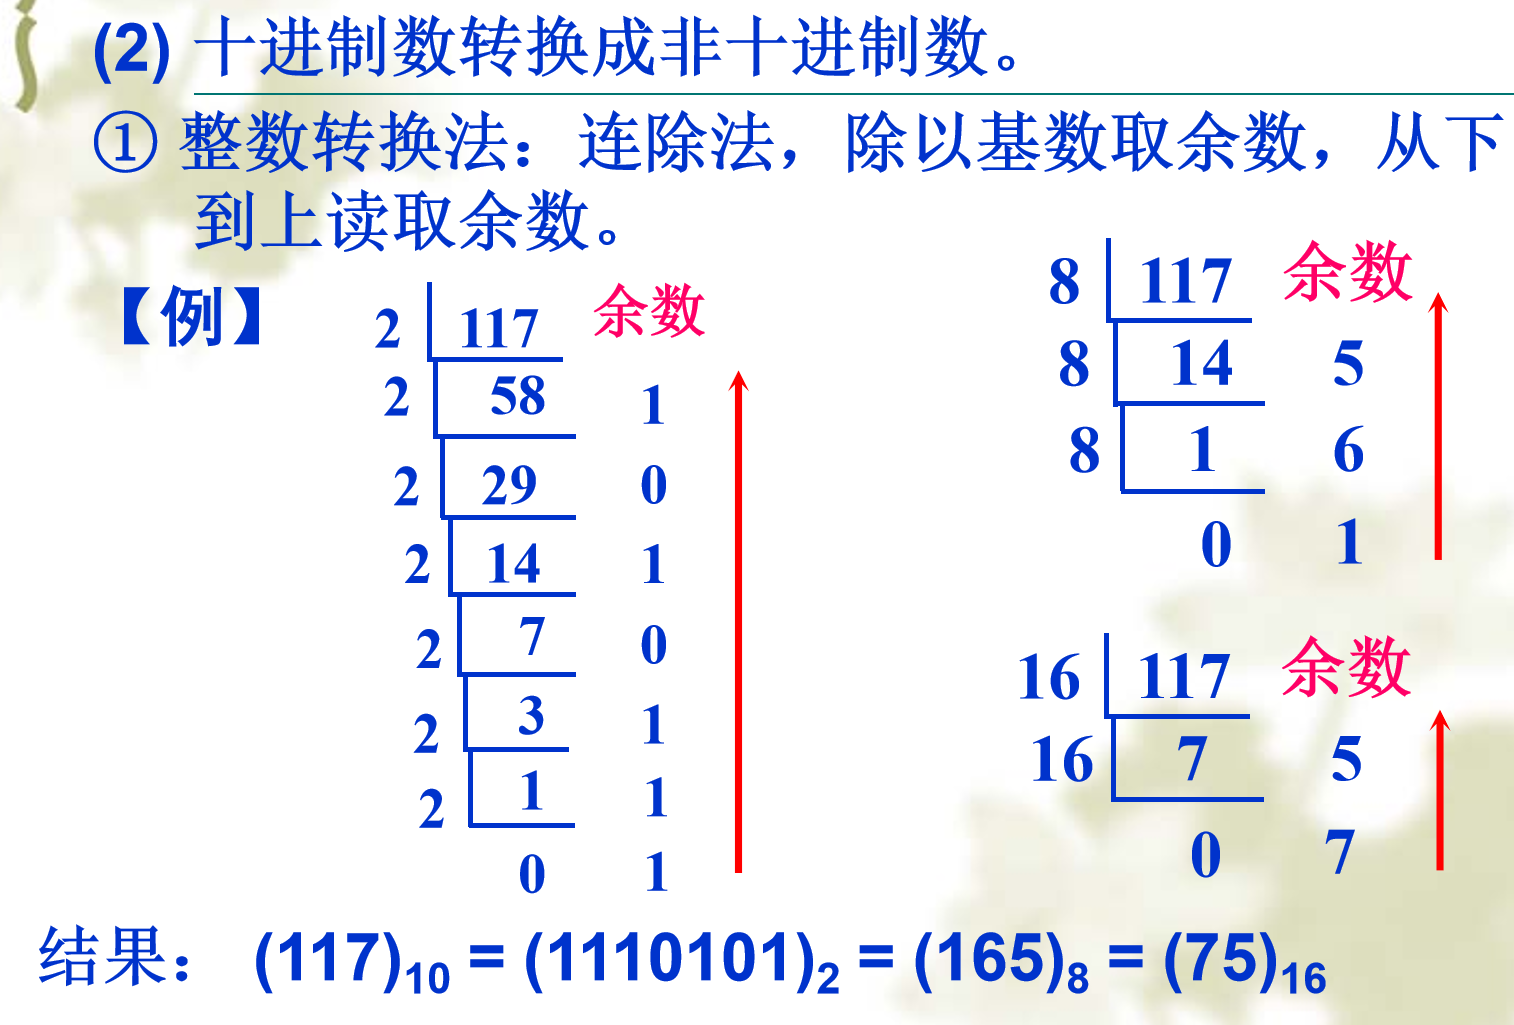 (2) 十进制数转换成非十进制数。
① 整数转换法：连除法，除以基数取余数，从下
到上读取余数。
【例】
2 117 余数
2 58 1
2 29 0
2 14 1
2 7 0
2 3 1
2 1 1
0 1
8 117 余数
8 14 5
8 1 6
0 1
16 117 余数
16 7 5
0 7
结果： (117)₁₀ = (1110101)₂ = (165)₈ = (75)₁₆